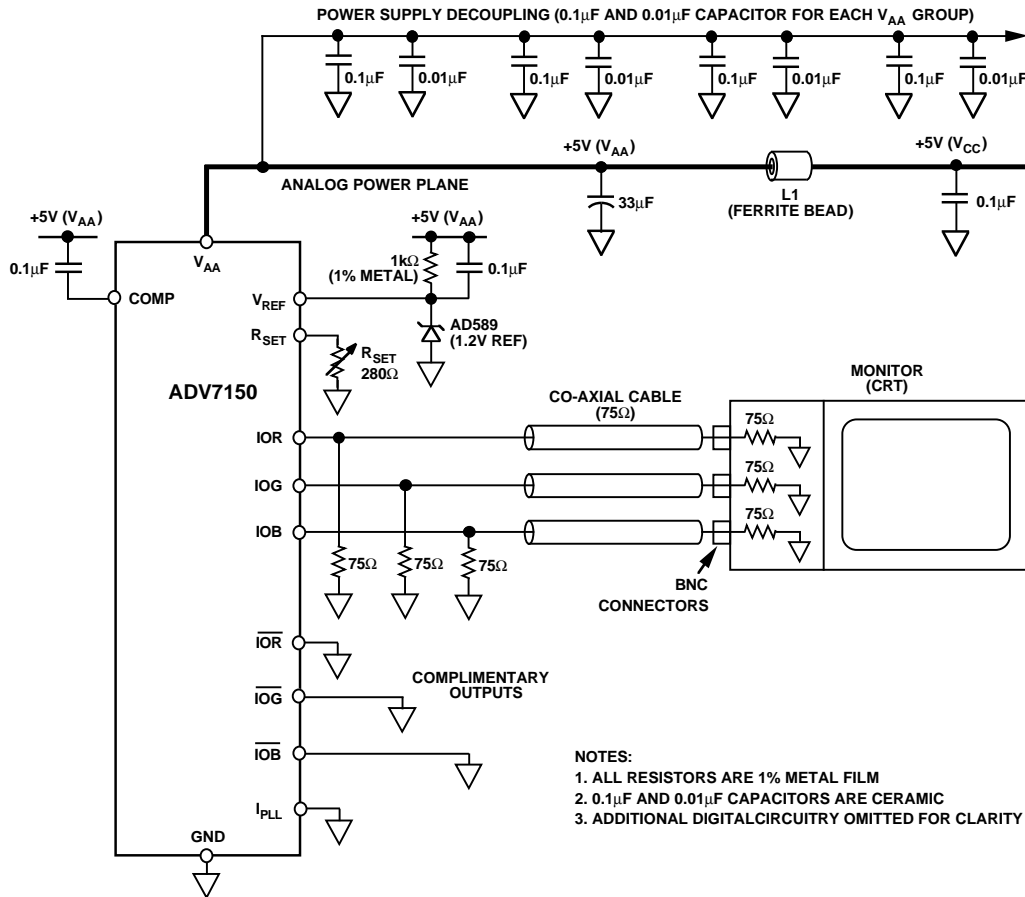 POWER SUPPLY DECOUPLING (0.1µF AND 0.01µF CAPACITOR FOR EACH VAA GROUP)
0.1µF
0.01µF
0.1µF
0.01µF
0.1µF
0.01µF
0.1µF
0.01µF
+5V (VAA)
+5V (VCC)
ANALOG POWER PLANE
33µF
L1
(FERRITE BEAD)
0.1µF
+5V (VAA)
+5V (VAA)
0.1µF
VAA
1kΩ
(1% METAL)
0.1µF
COMP
VREF
AD589
(1.2V REF)
RSET
RSET
280Ω
ADV7150
MONITOR
(CRT)
CO-AXIAL CABLE
(75Ω)
75Ω
IOR
75Ω
IOG
75Ω
IOB
75Ω
75Ω
75Ω
BNC
CONNECTORS
IOR
COMPLIMENTARY
OUTPUTS
IOG
IOB
IPLL
GND
NOTES:
1. ALL RESISTORS ARE 1% METAL FILM
2. 0.1µF AND 0.01µF CAPACITORS ARE CERAMIC
3. ADDITIONAL DIGITALCIRCUITRY OMITTED FOR CLARITY